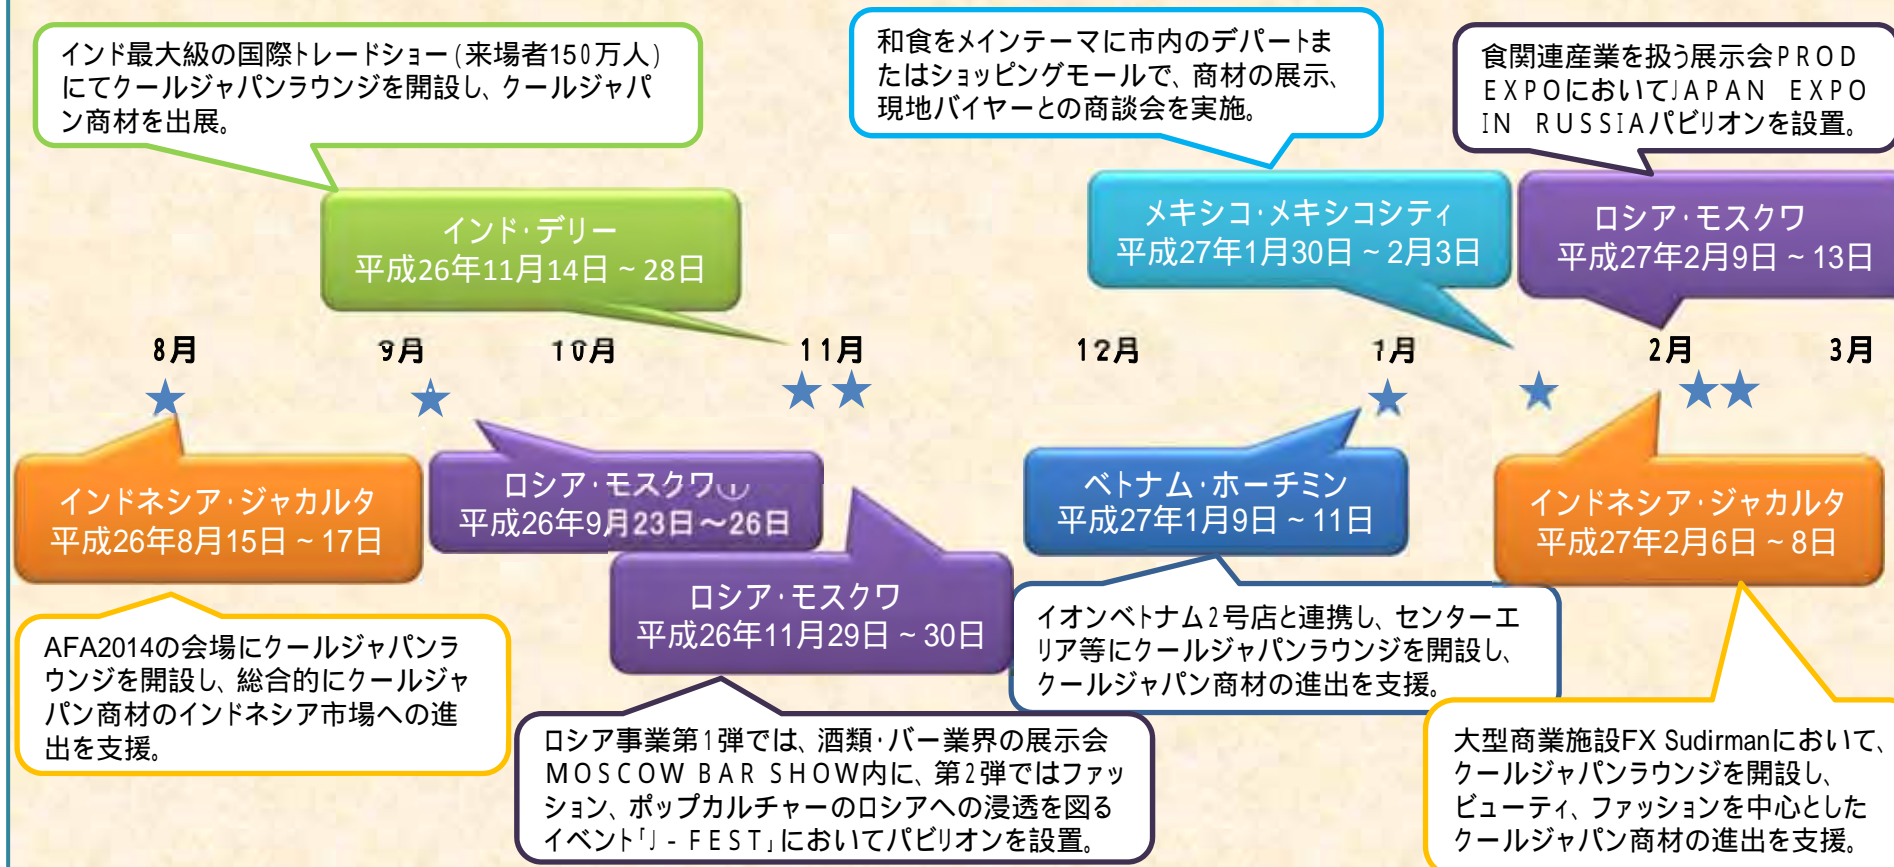 インド最大級の国際トレードショー(来場者150万人)
にてクールジャパンラウンジを開設し、クールジャパ
ン商材を出展。
和食をメインテーマに市内のデパートま
たはショッピングモールで、商材の展示、
現地バイヤーとの商談会を実施。
食関連産業を扱う展示会PROD
EXPOにおいてJAPAN EXPO
IN RUSSIAパビリオンを設置。
インド・デリー
平成26年11月14日~28日
メキシコ・メキシコシティ
平成27年1月30日~2月3日
ロシア・モスクワ
平成27年2月9日~13日
8月 9月 10月 11月 12月 1月 2月 3月
インドネシア・ジャカルタ
平成26年8月15日~17日
ロシア・モスクワ①
平成26年9月23日~26日
ロシア・モスクワ
平成26年11月29日~30日
ベトナム・ホーチミン
平成27年1月9日~11日
インドネシア・ジャカルタ
平成27年2月6日~8日
AFA2014の会場にクールジャパンラ
ウンジを開設し、総合的にクールジャ
パン商材のインドネシア市場への進
出を支援。
ロシア事業第1弾では、酒類・バー業界の展示会
MOSCOW BAR SHOW内に、第2弾ではファッ
ション、ポップカルチャーのロシアへの浸透を図る
イベント「J-FEST」においてパビリオンを設置。
イオンベトナム2号店と連携し、センターエ
リア等にクールジャパンラウンジを開設し、
クールジャパン商材の進出を支援。
大型商業施設FX Sudirmanにおいて、
クールジャパンラウンジを開設し、
ビューティ、ファッションを中心とした
クールジャパン商材の進出を支援。